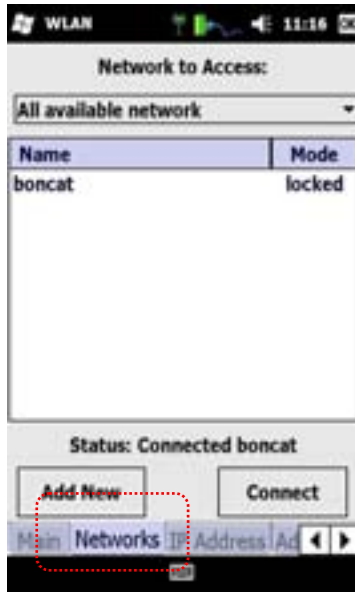 WLAN 11:16
Network to Access:
All available network
Name Mode
boncat locked
Status: Connected boncat
Add New Connect
Main Networks IP Address Ad